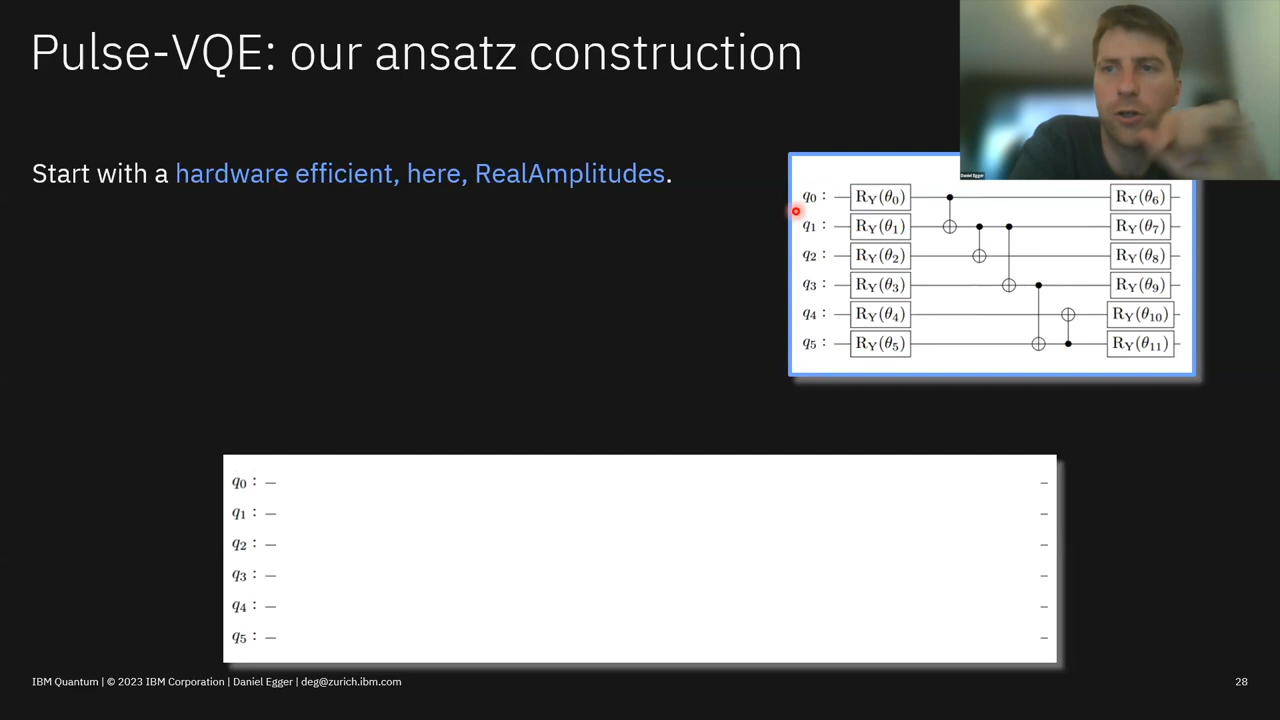 Pulse-VQE: our ansatz construction
Daniel Egger
Start with a hardware efficient, here, RealAmplitudes.
q0 : RY(θ0) RY(θ6)
q1 : RY(θ1) RY(θ7)
q2 : RY(θ2) RY(θ8)
q3 : RY(θ3) RY(θ9)
q4 : RY(θ4) RY(θ10)
q5 : RY(θ5) RY(θ11)
q0 :
q1 :
q2 :
q3 :
q4 :
q5 :
IBM Quantum | © 2023 IBM Corporation | Daniel Egger | deg@zurich.ibm.com 28